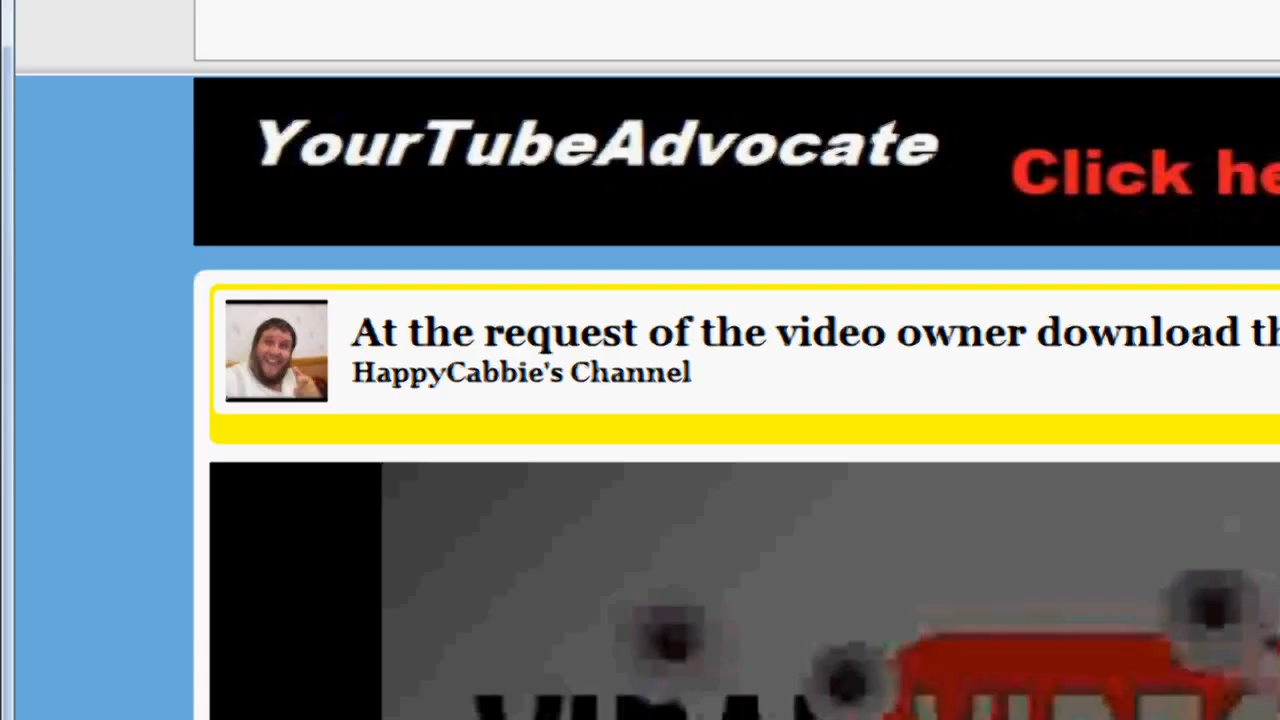 YourTubeAdvocate
Click he
At the request of the video owner download th
HappyCabbie's Channel